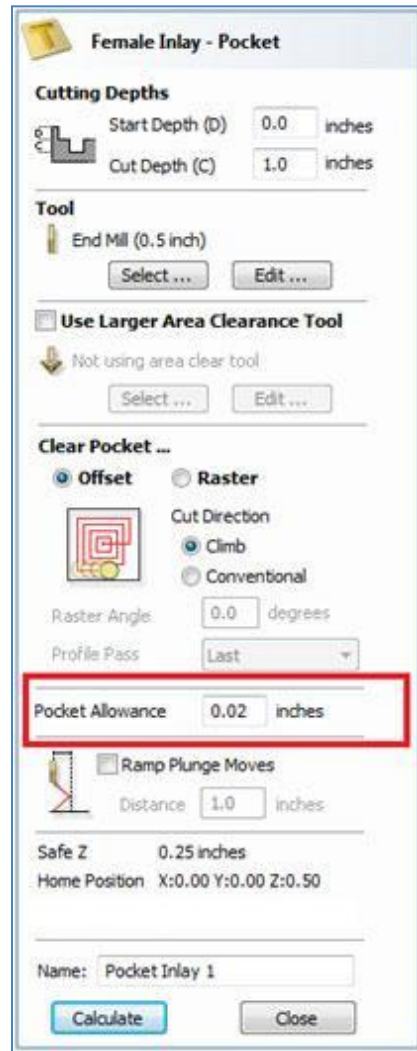 Female Inlay - Pocket
Cutting Depths
Start Depth (D) 0.0 inches
Cut Depth (C) 1.0 inches
Tool
End Mill (0.5 inch)
Select ... Edit ...
Use Larger Area Clearance Tool
Not using area clear tool
Select ... Edit ...
Clear Pocket ...
Offset Raster
Cut Direction
Climb
Conventional
Raster Angle 0.0 degrees
Profile Pass Last
Pocket Allowance 0.02 inches
Ramp Plunge Moves
Distance 1.0 inches
Safe Z 0.25 inches
Home Position X:0.00 Y:0.00 Z:0.50
Name: Pocket Inlay 1
Calculate Close